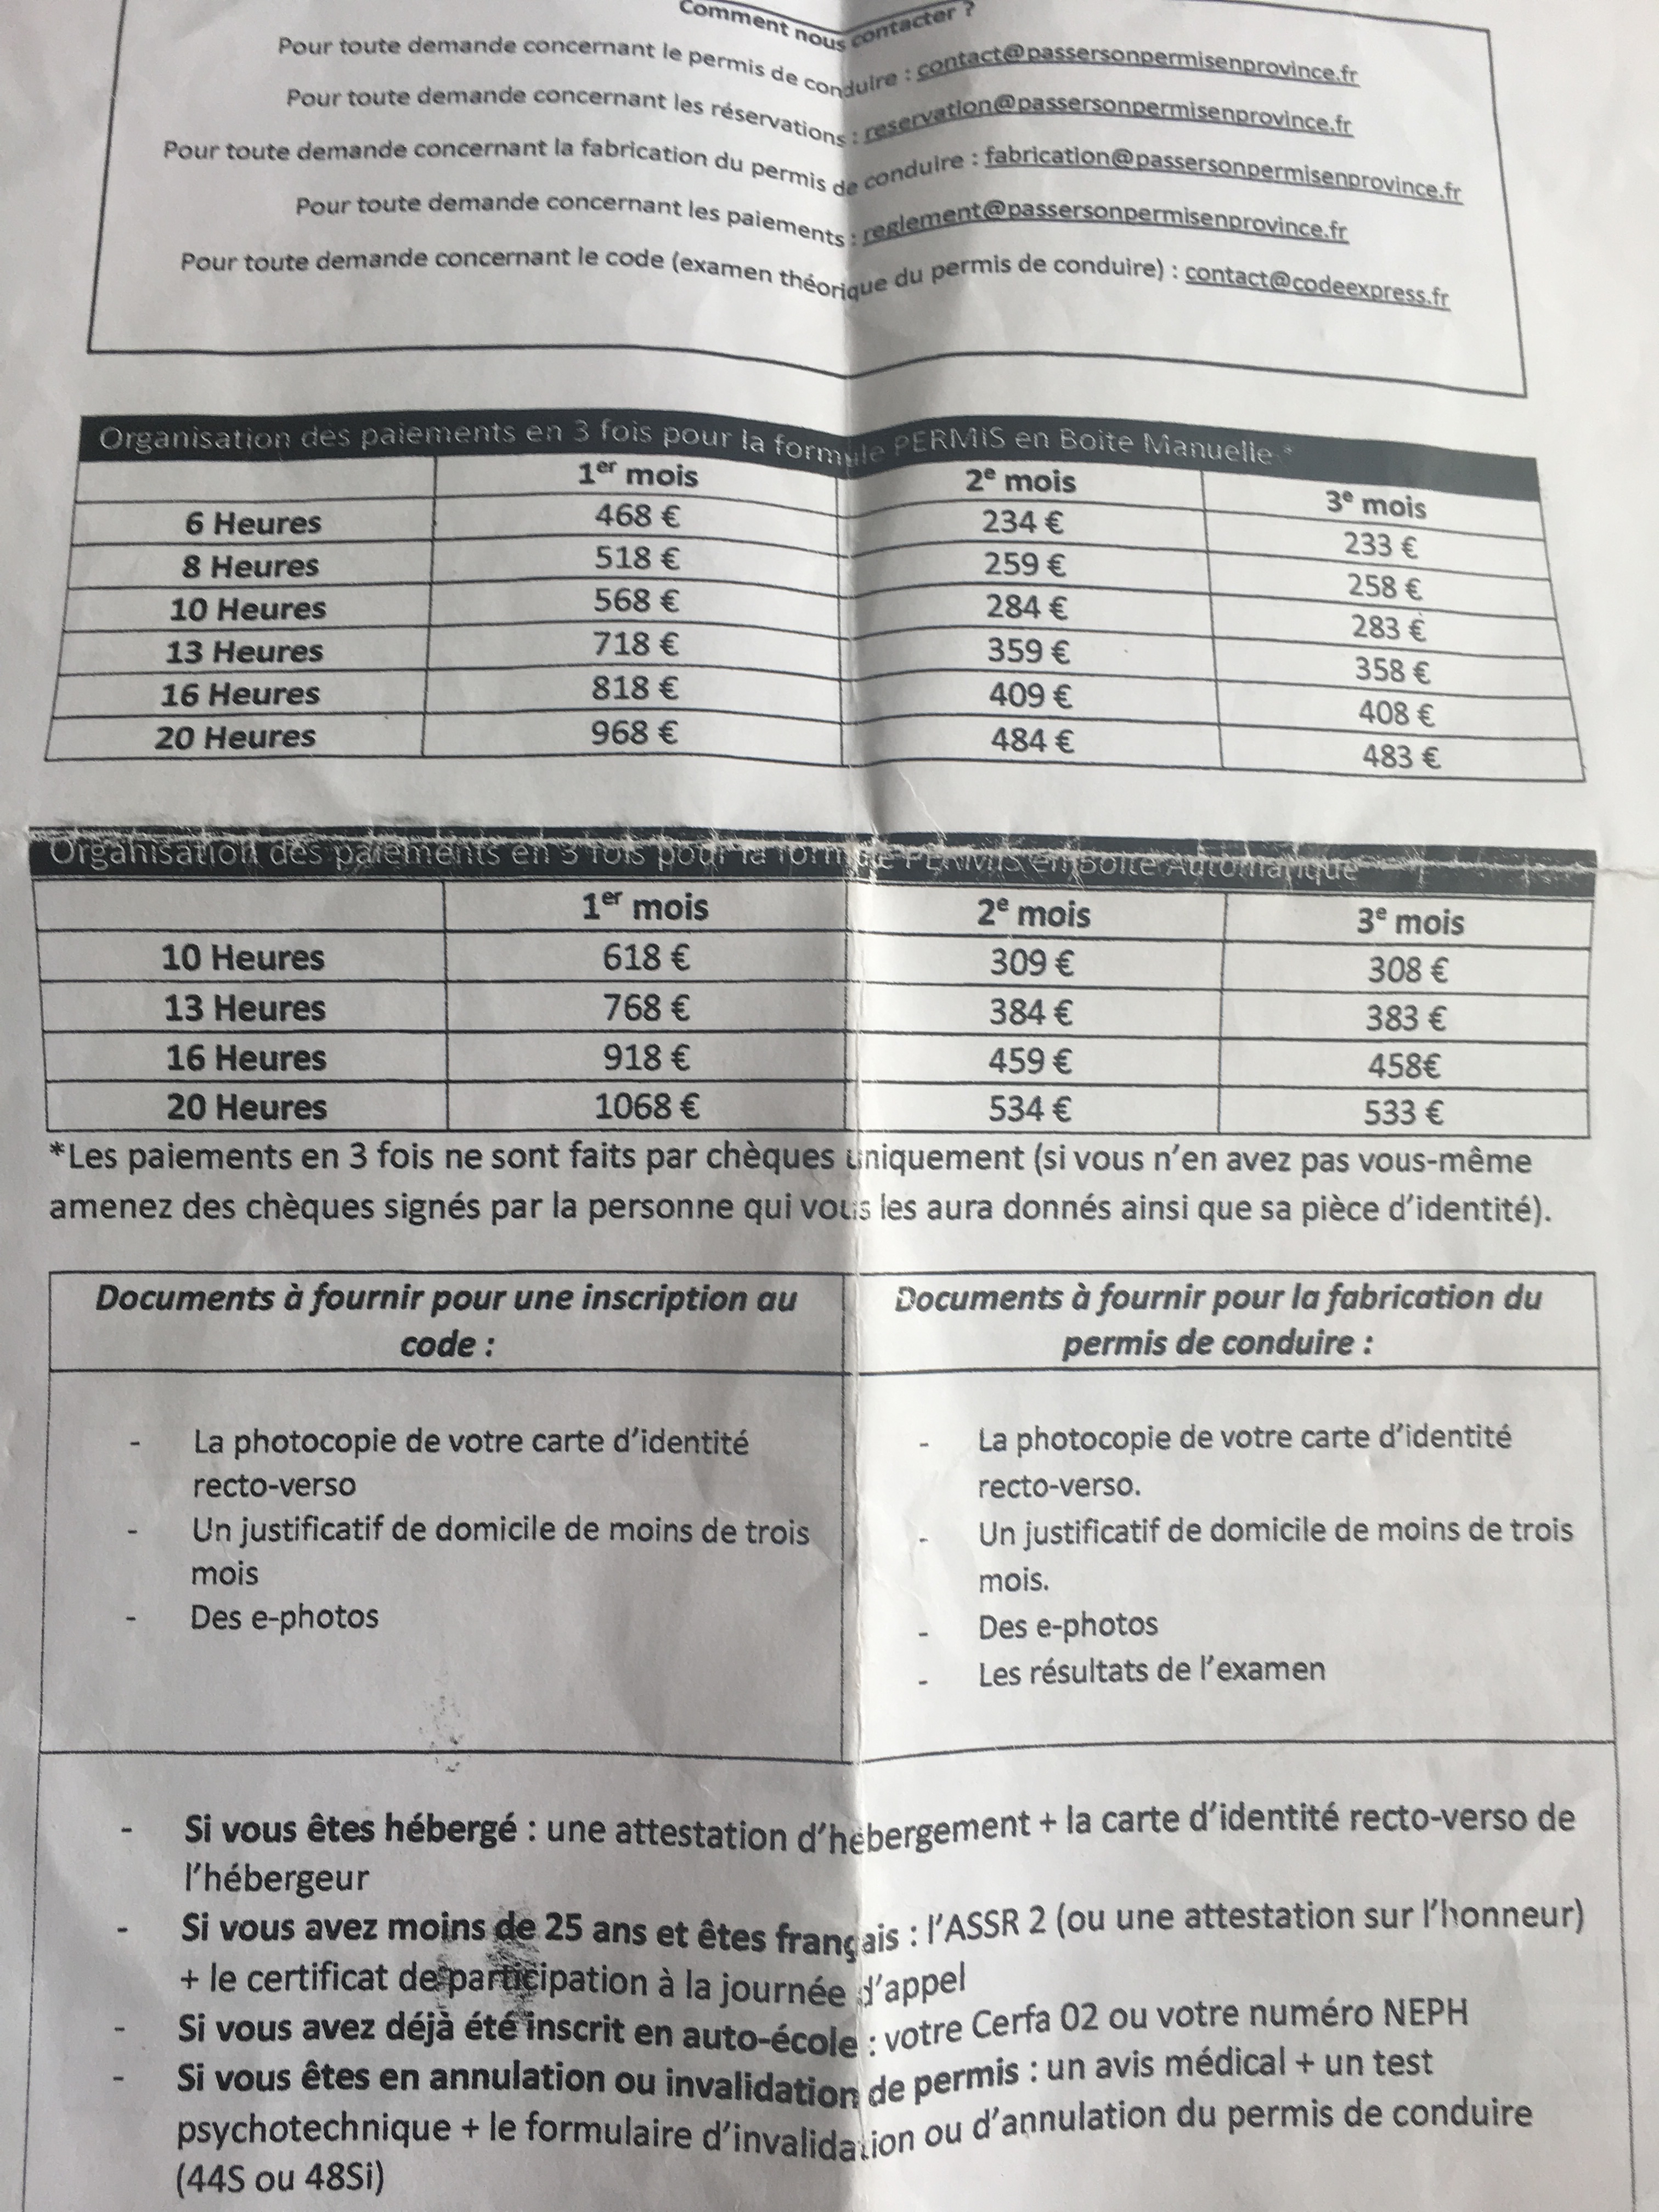 Comment nous contacter ?
Pour toute demande concernant le permis de conduire : contact@passersonpermisenprovince.fr
Pour toute demande concernant les réservations : reservation@passersonpermisenprovince.fr
Pour toute demande concernant la fabrication du permis de conduire : fabrication@passersonpermisenprovince.fr
Pour toute demande concernant les paiements : reglement@passersonpermisenprovince.fr
Pour toute demande concernant le code (examen théorique du permis de conduire) : contact@codeexpress.fr
Organisation des paiements en 3 fois pour la formule PERMIS en Boite Manuelle *
1er mois 2e mois 3e mois
6 Heures 468 € 234 € 233 €
8 Heures 518 € 259 € 258 €
10 Heures 568 € 284 € 283 €
13 Heures 718 € 359 € 358 €
16 Heures 818 € 409 € 408 €
20 Heures 968 € 484 € 483 €
Organisation des paiements en 3 fois pour la formule PERMIS en Boite Automatique
1er mois 2e mois 3e mois
10 Heures 618 € 309 € 308 €
13 Heures 768 € 384 € 383 €
16 Heures 918 € 459 € 458€
20 Heures 1068 € 534 € 533 €
*Les paiements en 3 fois ne sont faits par chèques uniquement (si vous n'en avez pas vous-même
amenez des chèques signés par la personne qui vous les aura donnés ainsi que sa pièce d'identité).
Documents à fournir pour une inscription au
code :
- La photocopie de votre carte d'identité
recto-verso
- Un justificatif de domicile de moins de trois
mois
- Des e-photos
Documents à fournir pour la fabrication du
permis de conduire :
- La photocopie de votre carte d'identité
recto-verso.
- Un justificatif de domicile de moins de trois
mois.
- Des e-photos
- Les résultats de l'examen
- Si vous êtes hébergé : une attestation d'hébergement + la carte d'identité recto-verso de
l'hébergeur
- Si vous avez moins de 25 ans et êtes français : l'ASSR 2 (ou une attestation sur l'honneur)
+ le certificat de participation à la journée d'appel
- Si vous avez déjà été inscrit en auto-école : votre Cerfa 02 ou votre numéro NEPH
- Si vous êtes en annulation ou invalidation de permis : un avis médical + un test
psychotechnique + le formulaire d'invalidation ou d'annulation du permis de conduire
(44S ou 48Si)